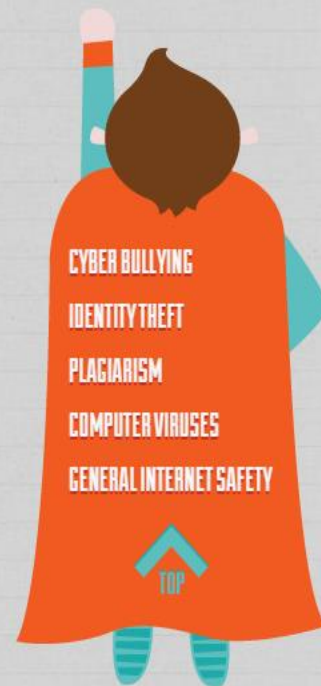 CYBER BULLYING
IDENTITY THEFT
PLAGIARISM
COMPUTER VIRUSES
GENERAL INTERNET SAFETY
TOP